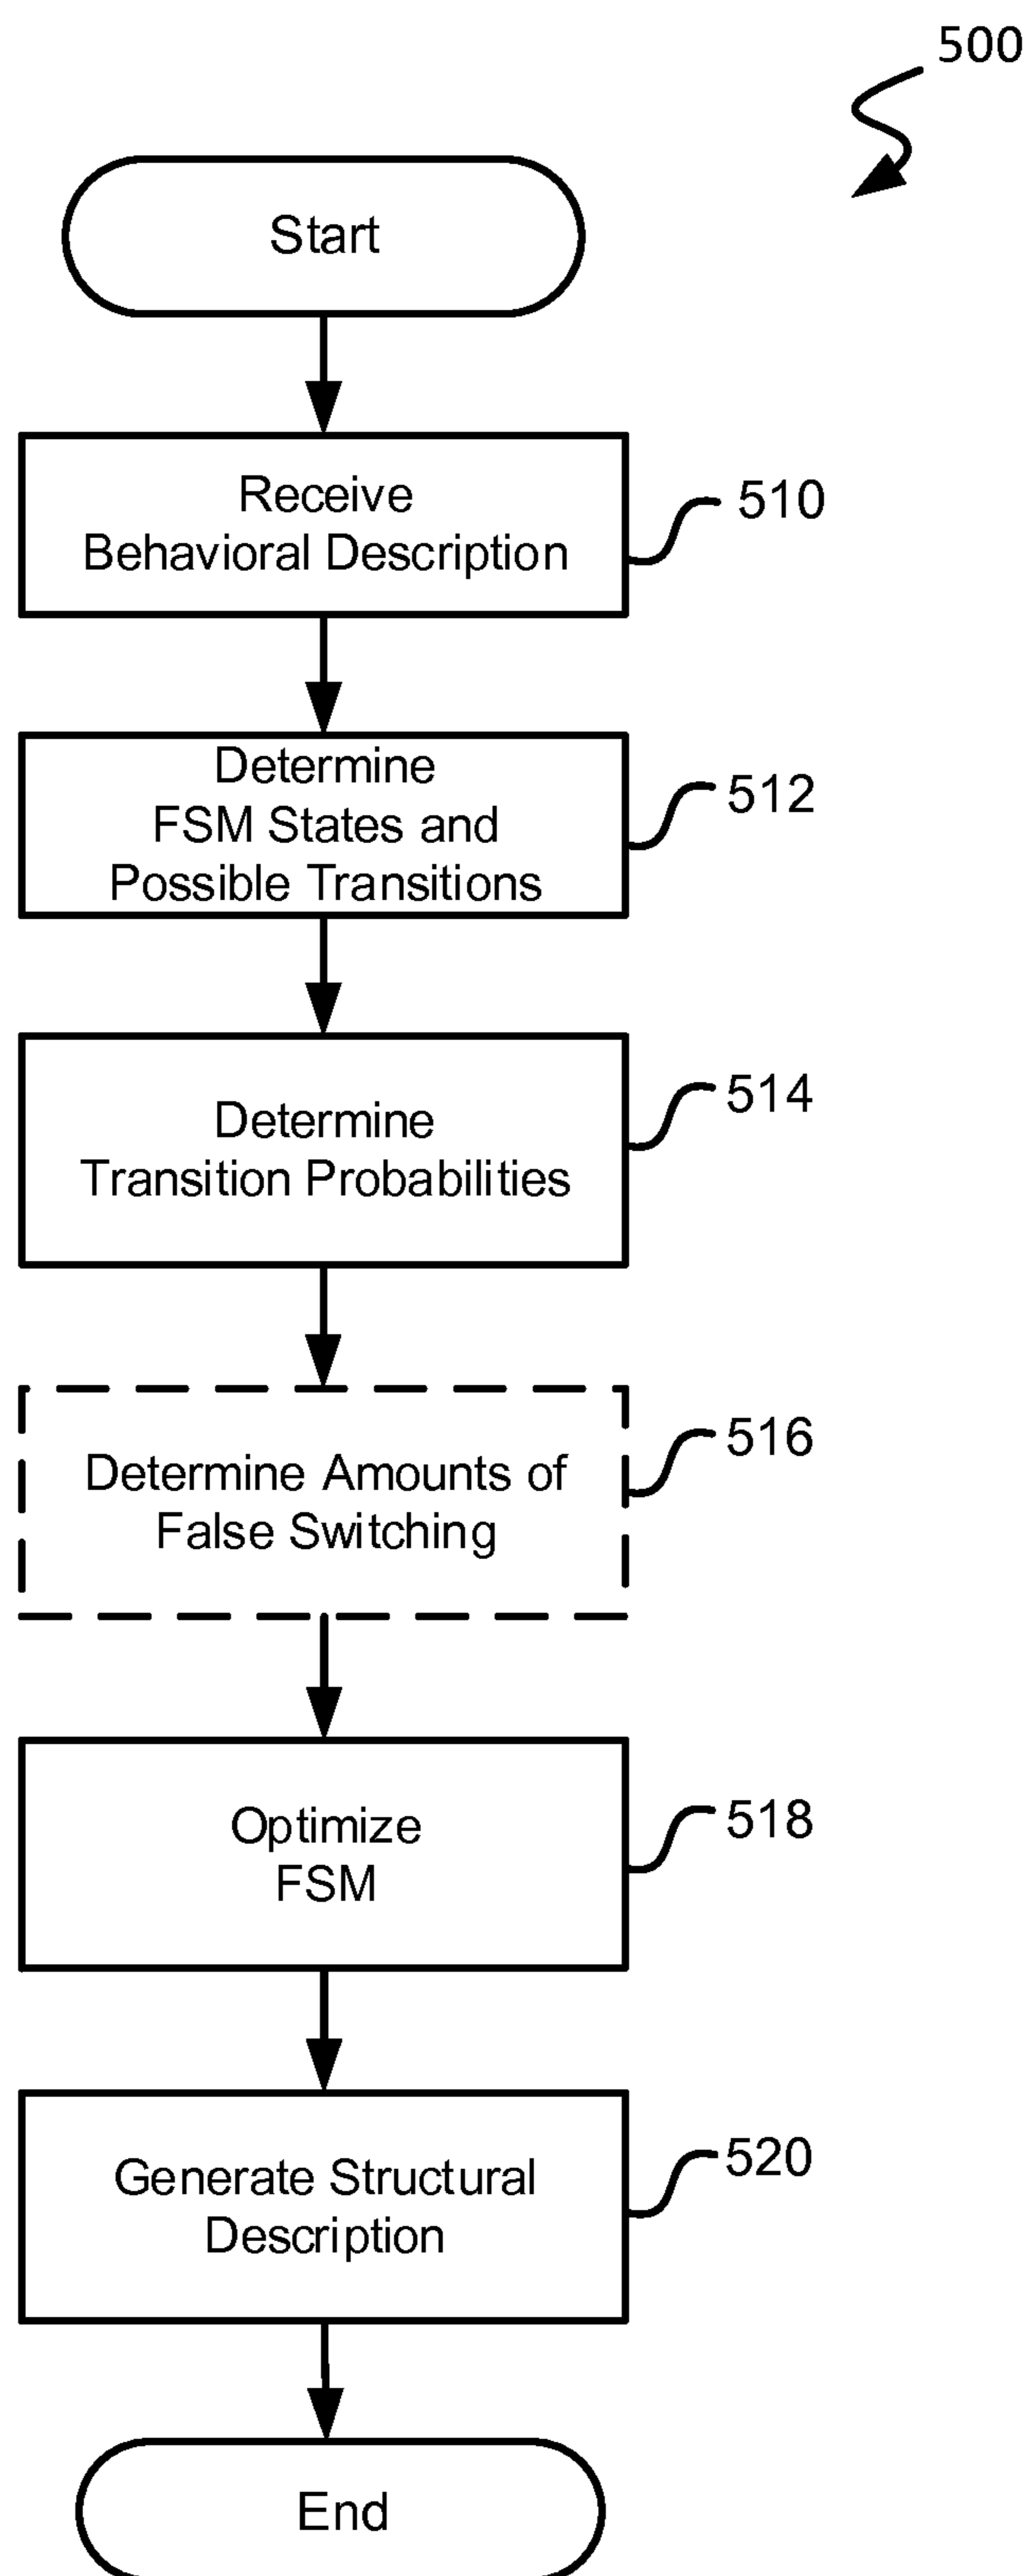 500
Start
Receive
Behavioral Description
510
Determine
FSM States and
Possible Transitions
512
Determine
Transition Probabilities
514
Determine Amounts of
False Switching
516
Optimize
FSM
518
Generate Structural
Description
520
End